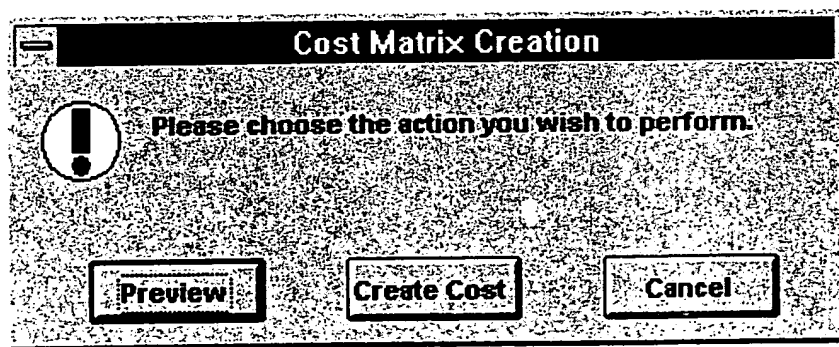 Cost Matrix Creation
Please choose the action you wish to perform.
Preview Create Cost Cancel